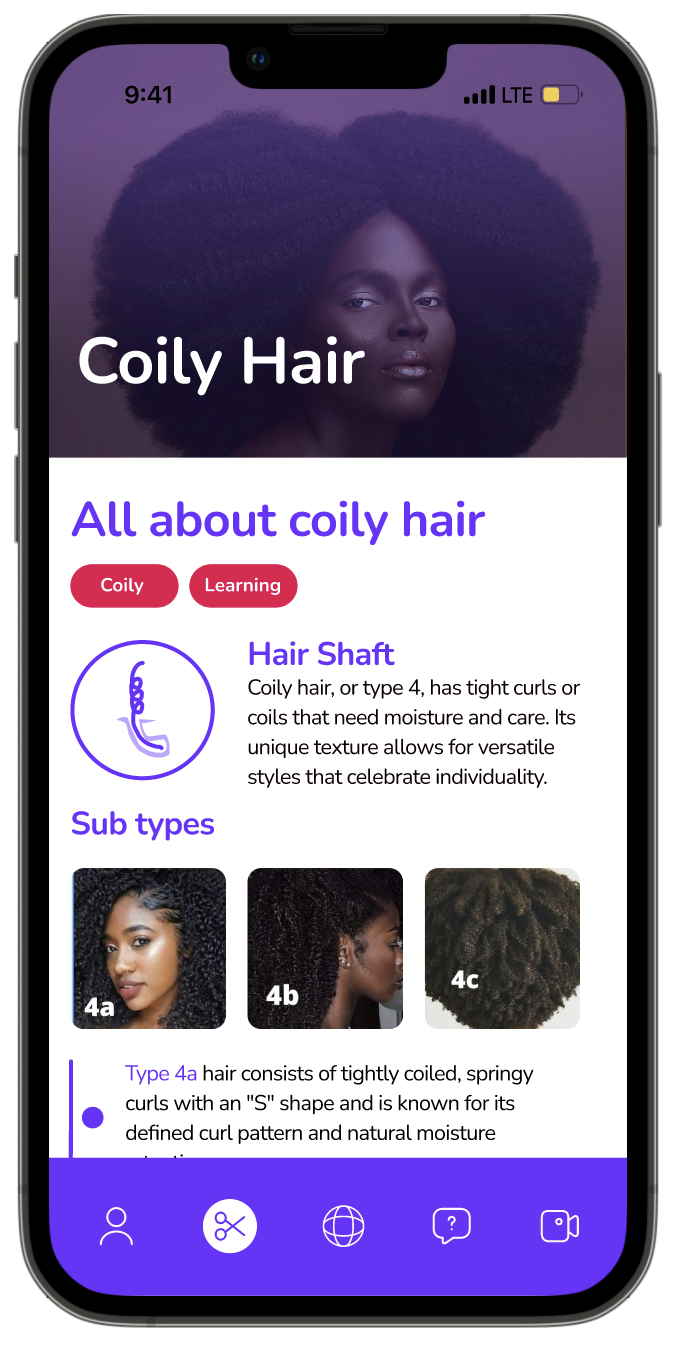 9:41
LTE
Coily Hair
All about coily hair
Coily
Learning
Hair Shaft
Coily hair, or type 4, has tight curls or
coils that need moisture and care. Its
unique texture allows for versatile
styles that celebrate individuality.
Sub types
4a
4b
4c
Type 4a hair consists of tightly coiled, springy
curls with an "S" shape and is known for its
defined curl pattern and natural moisture
?